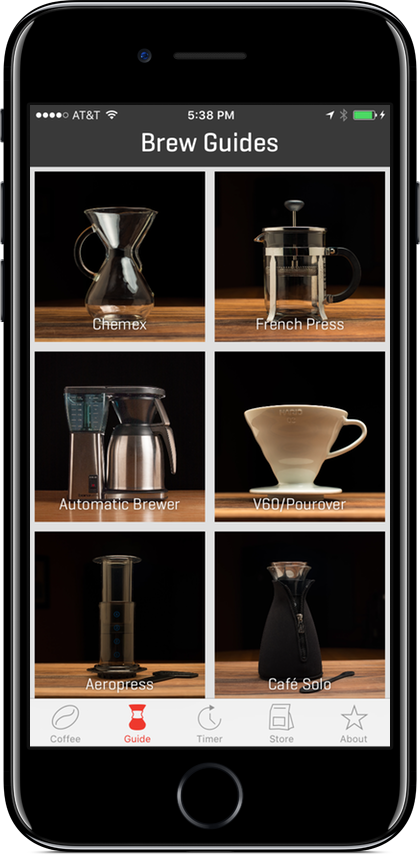 AT&T 5:38 PM
Brew Guides
Chemex
French Press
Automatic Brewer
V60/Pourover
Aeropress
Café Solo
Coffee
Guide
Timer
Store
About